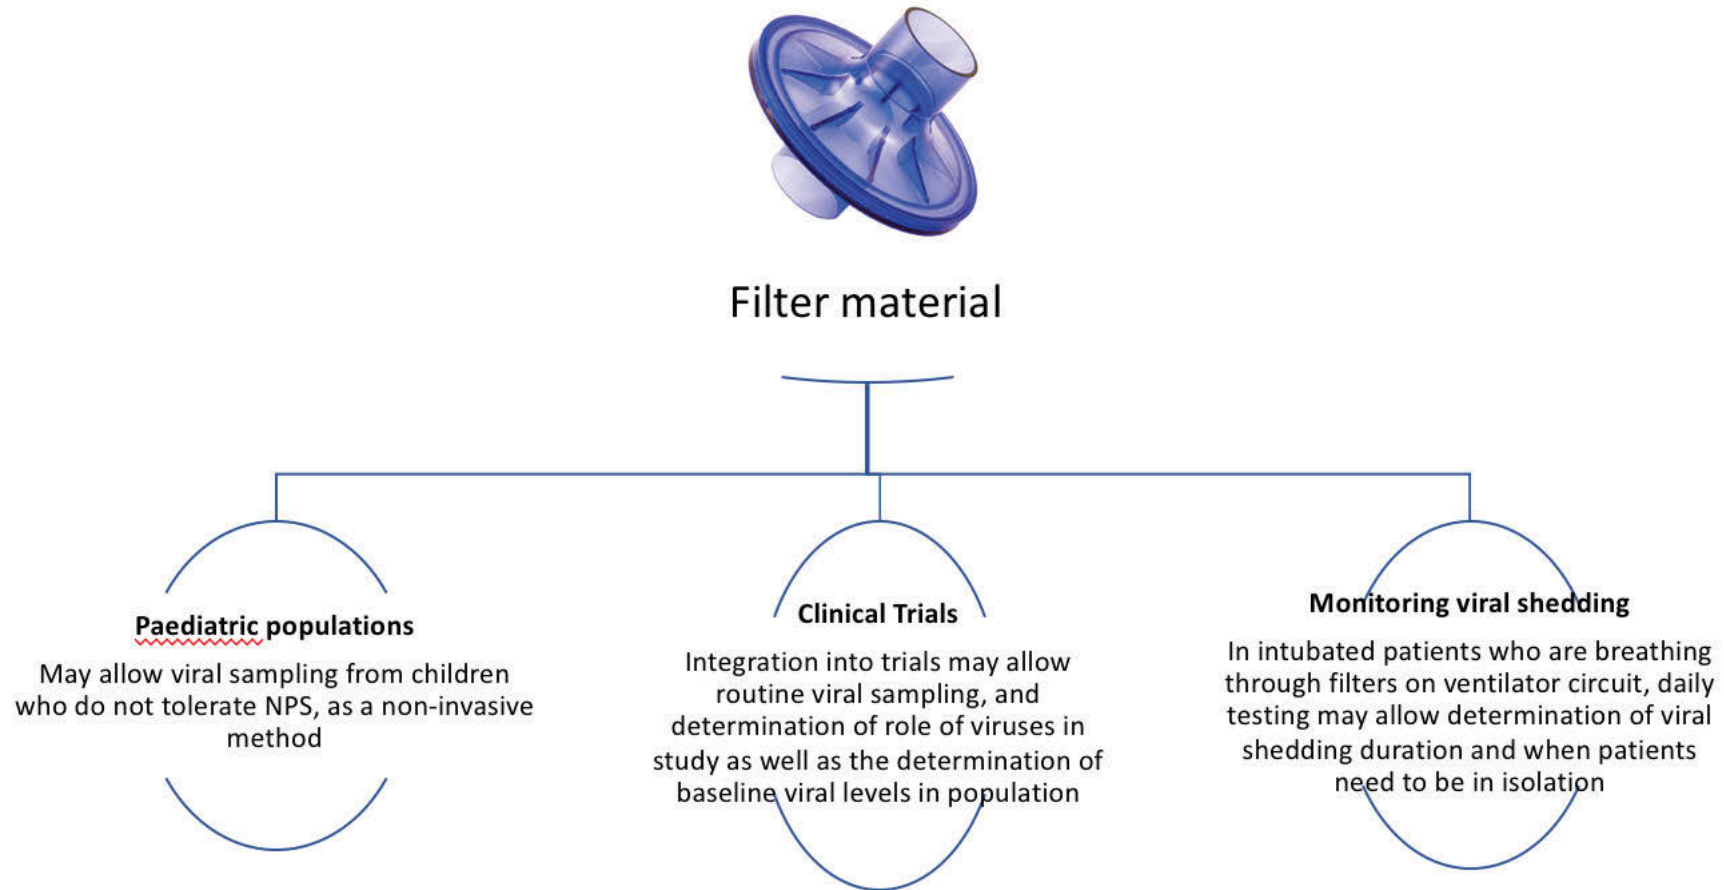 Filter material
Paediatric populations
May allow viral sampling from children
who do not tolerate NPS, as a non-invasive
method
Clinical Trials
Integration into trials may allow
routine viral sampling, and
determination of role of viruses in
study as well as the determination of
baseline viral levels in population
Monitoring viral shedding
In intubated patients who are breathing
through filters on ventilator circuit, daily
testing may allow determination of viral
shedding duration and when patients
need to be in isolation